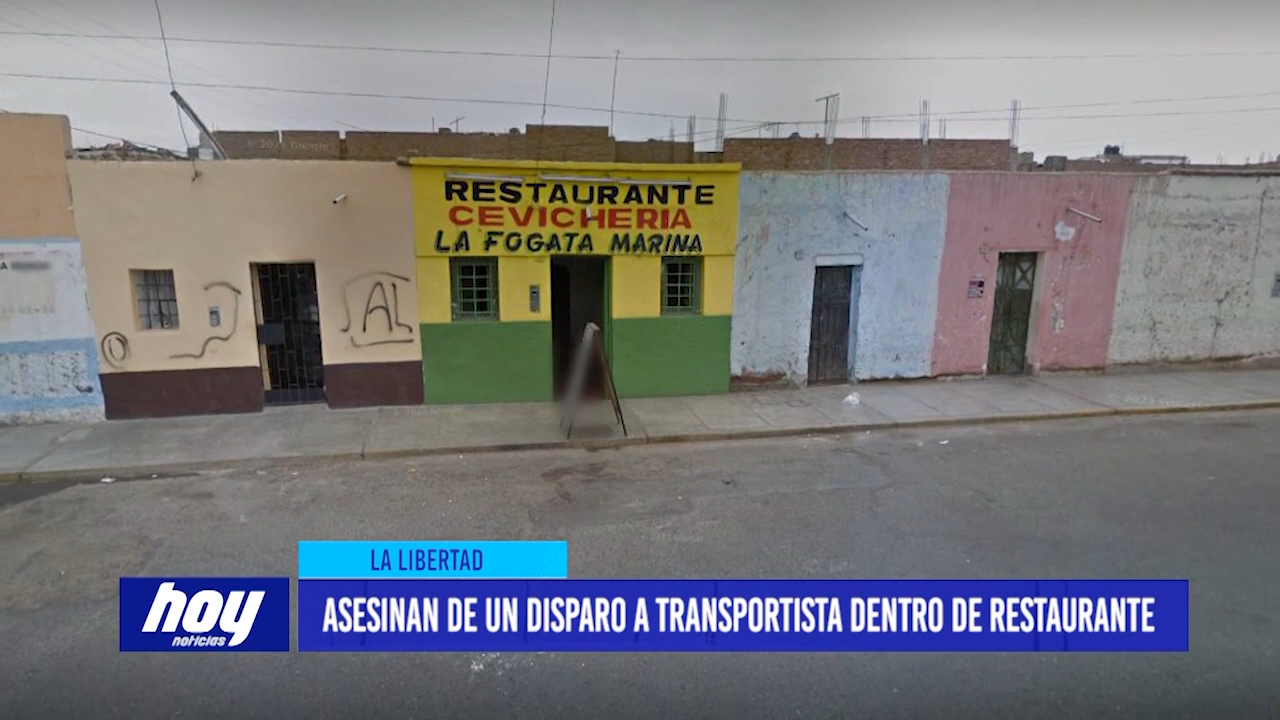 RESTAURANTE
CEVICHERIA
LA FOGATA MARINA
AL
LA LIBERTAD
hoy
noticias
ASESINAN DE UN DISPARO A TRANSPORTISTA DENTRO DE RESTAURANTE